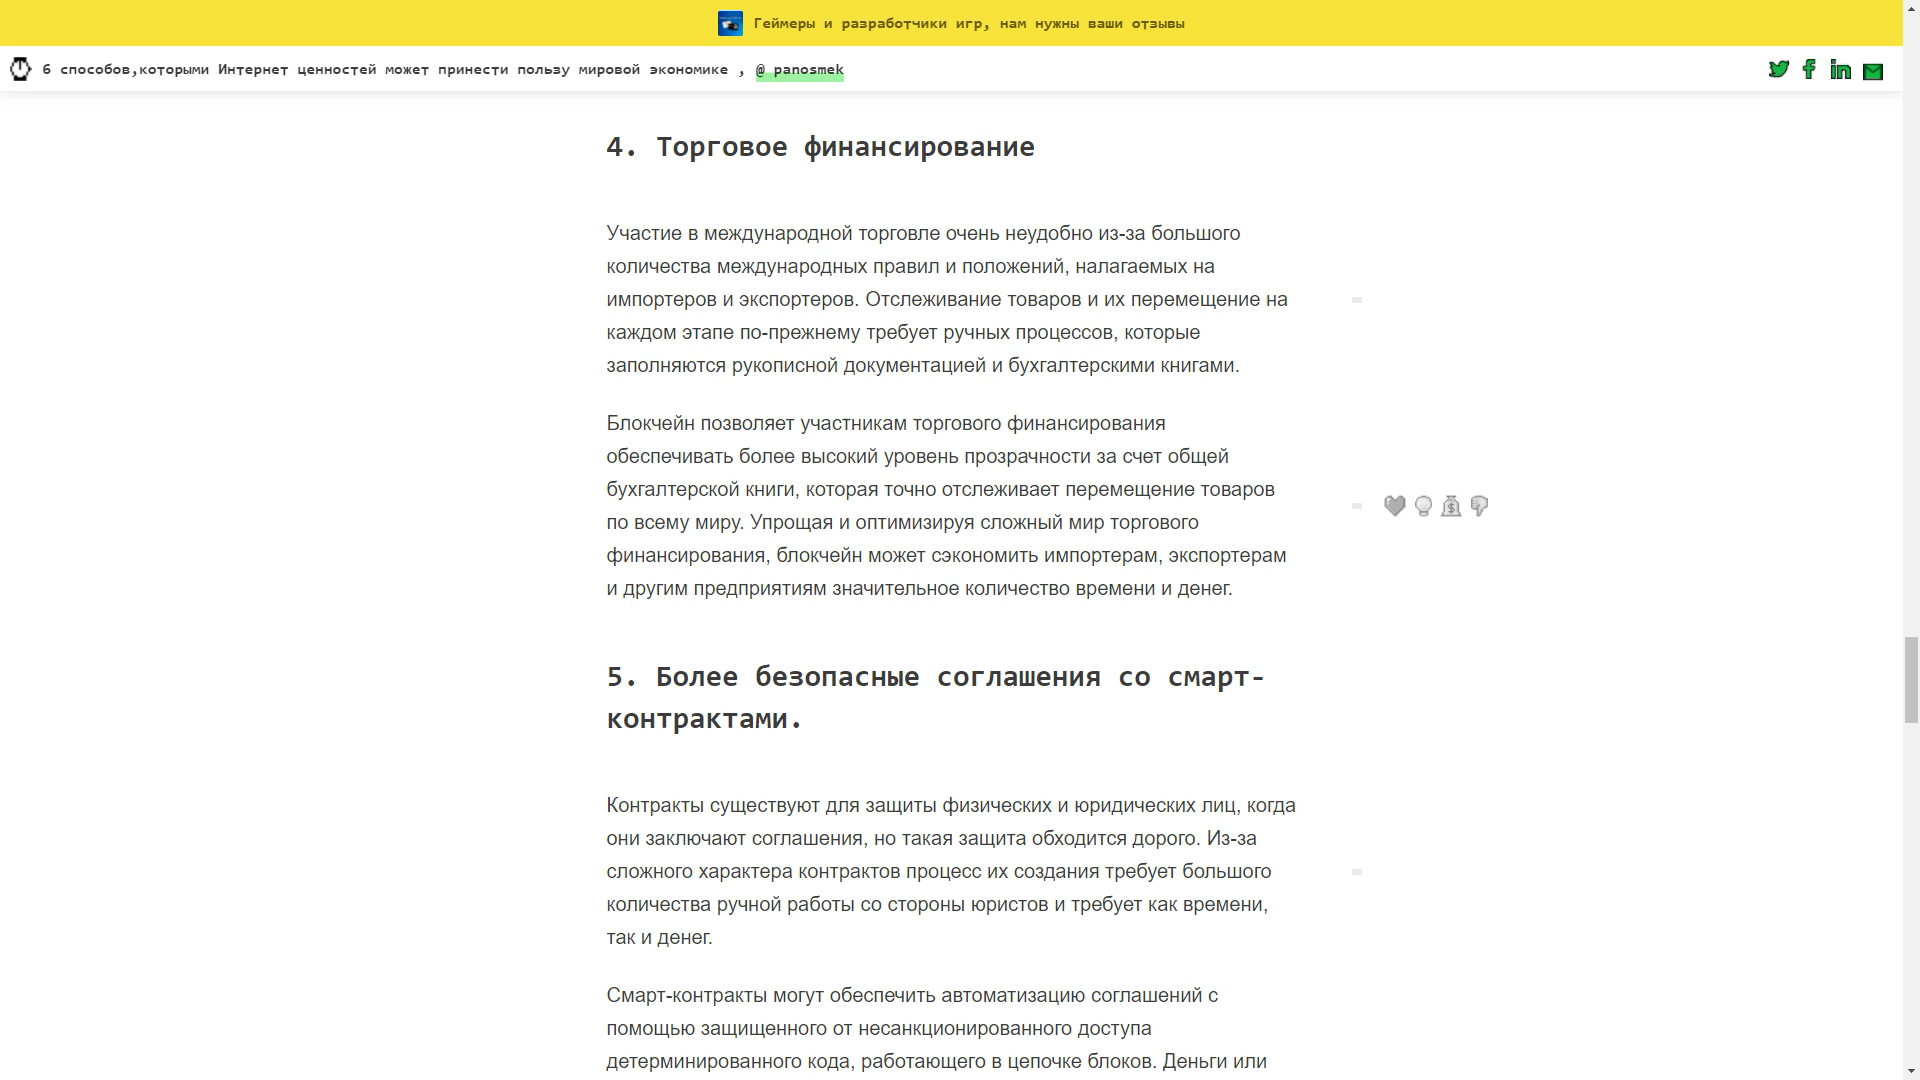 Геймеры и разработчики игр, нам нужны ваши отзывы
6 способов,которыми Интернет ценностей может принести пользу мировой экономике , @ panosmek
4. Торговое финансирование
Участие в международной торговле очень неудобно из-за большого
количества международных правил и положений, налагаемых на
импортеров и экспортеров. Отслеживание товаров и их перемещение на
каждом этапе по-прежнему требует ручных процессов, которые
заполняются рукописной документацией и бухгалтерскими книгами.
Блокчейн позволяет участникам торгового финансирования
обеспечивать более высокий уровень прозрачности за счет общей
бухгалтерской книги, которая точно отслеживает перемещение товаров
по всему миру. Упрощая и оптимизируя сложный мир торгового
финансирования, блокчейн может сэкономить импортерам, экспортерам
и другим предприятиям значительное количество времени и денег.
5. Более безопасные соглашения со смарт-
контрактами.
Контракты существуют для защиты физических и юридических лиц, когда
они заключают соглашения, но такая защита обходится дорого. Из-за
сложного характера контрактов процесс их создания требует большого
количества ручной работы со стороны юристов и требует как времени,
так и денег.
Смарт-контракты могут обеспечить автоматизацию соглашений с
помощью защищенного от несанкционированного доступа
детерминированного кода, работающего в цепочке блоков. Деньги или